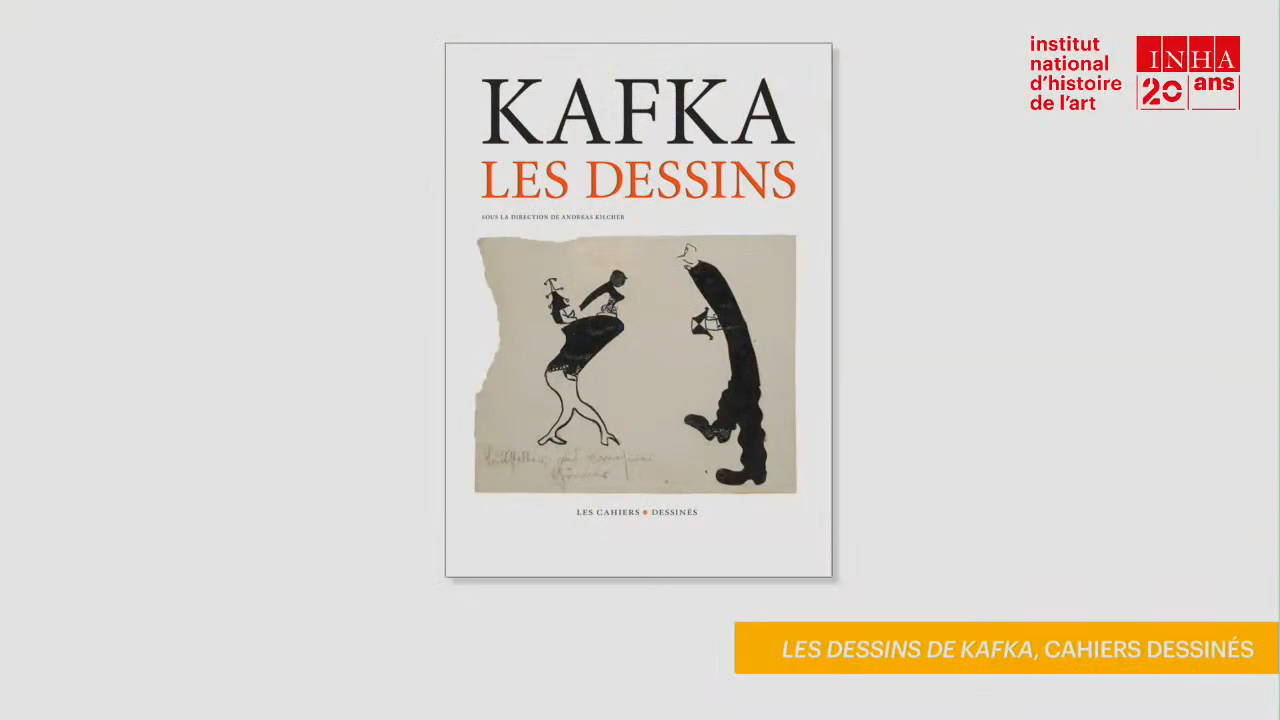 institut
national
d'histoire
de l'art
INHA
20 ans
KAFKA
LES DESSINS
SOUS LA DIRECTION DE ANDREAS KILCHER
LES CAHIERS DESSINÉS
LES DESSINS DE KAFKA, CAHIERS DESSINÉS